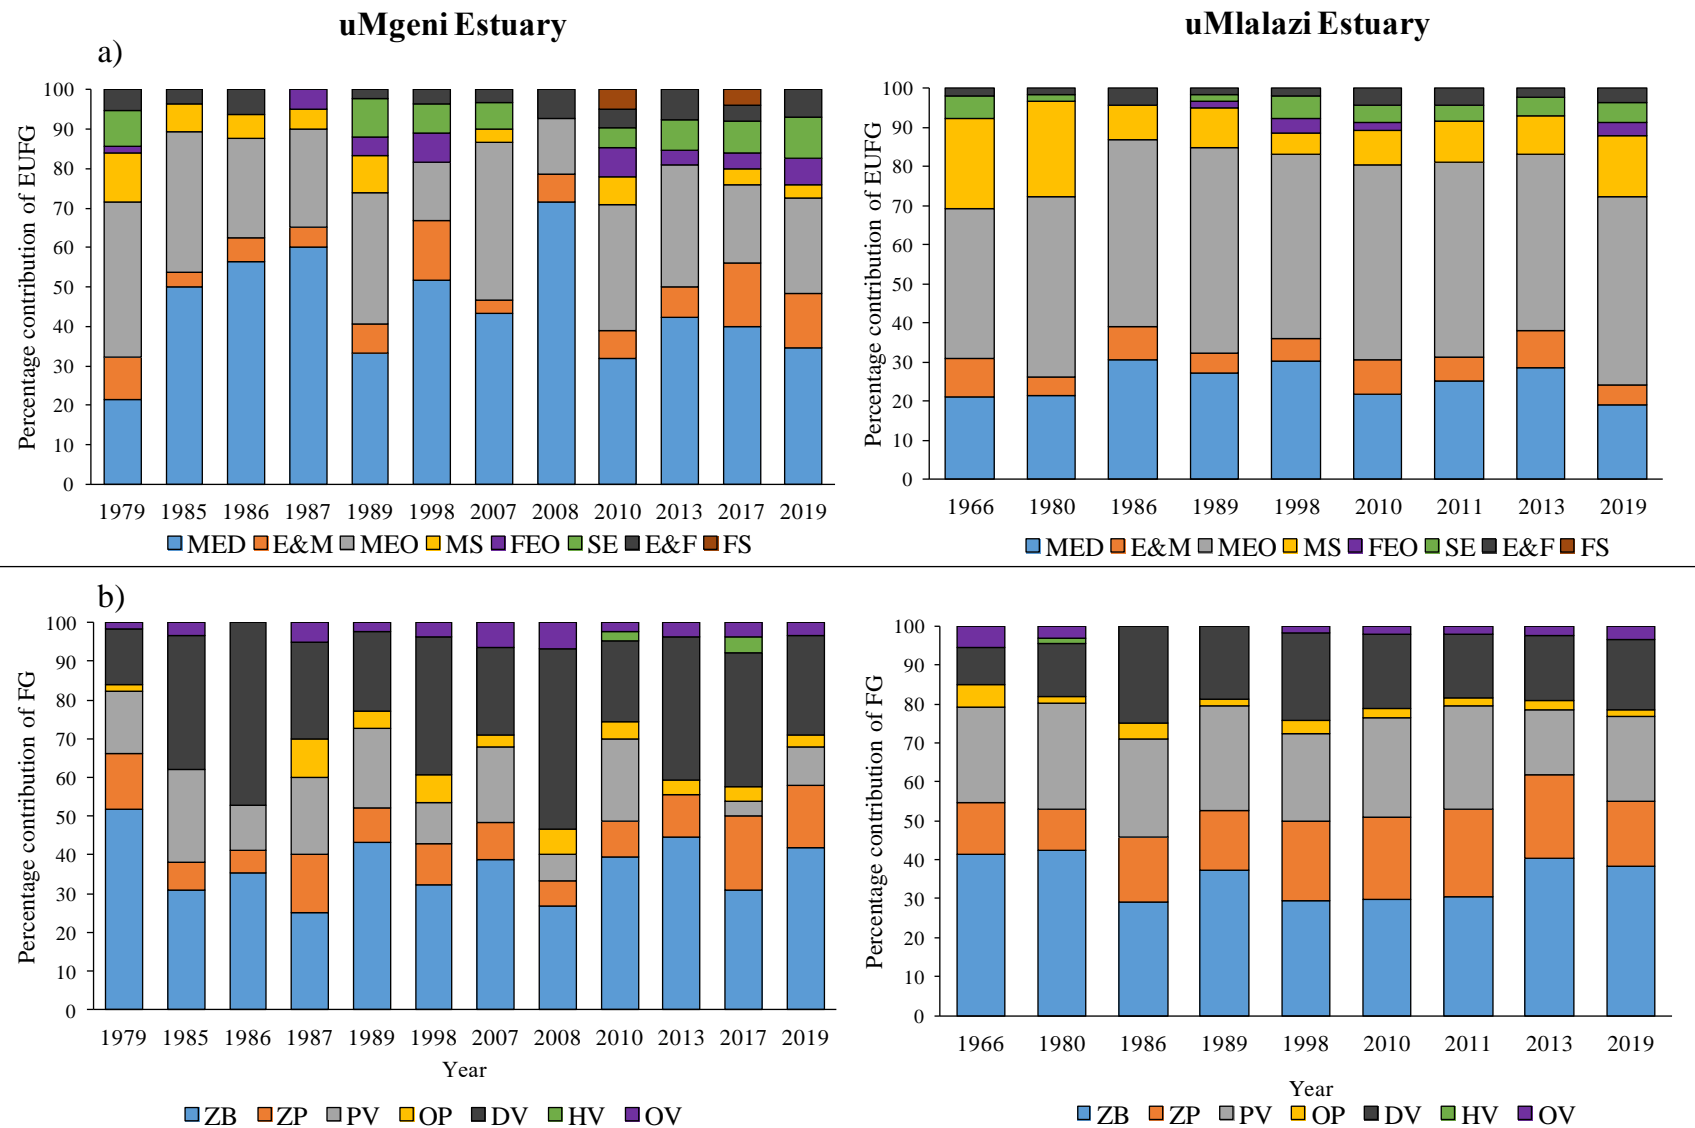 uMgeni Estuary
uMlalazi Estuary
a)
Percentage contribution of EUFG
100
90
80
70
60
50
40
30
20
10
0
1979 1985 1986 1987 1989 1998 2007 2008 2010 2013 2017 2019
MED E&M MEO MS FEO SE E&F FS
Percentage contribution of EUFG
100
90
80
70
60
50
40
30
20
10
0
1966 1980 1986 1989 1998 2010 2011 2013 2019
MED E&M MEO MS FEO SE E&F FS
b)
Percentage contribution of FG
100
90
80
70
60
50
40
30
20
10
0
1979 1985 1986 1987 1989 1998 2007 2008 2010 2013 2017 2019
Year
ZB ZP PV OP DV HV OV
Percentage contribution of FG
100
90
80
70
60
50
40
30
20
10
0
1966 1980 1986 1989 1998 2010 2011 2013 2019
Year
ZB ZP PV OP DV HV OV